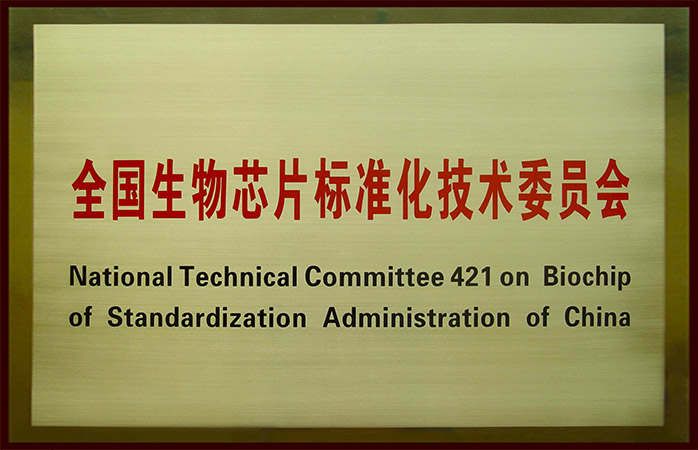 全国生物芯片标准化技术委员会
National Technical Committee 421 on Biochip
of Standardization Administration of China